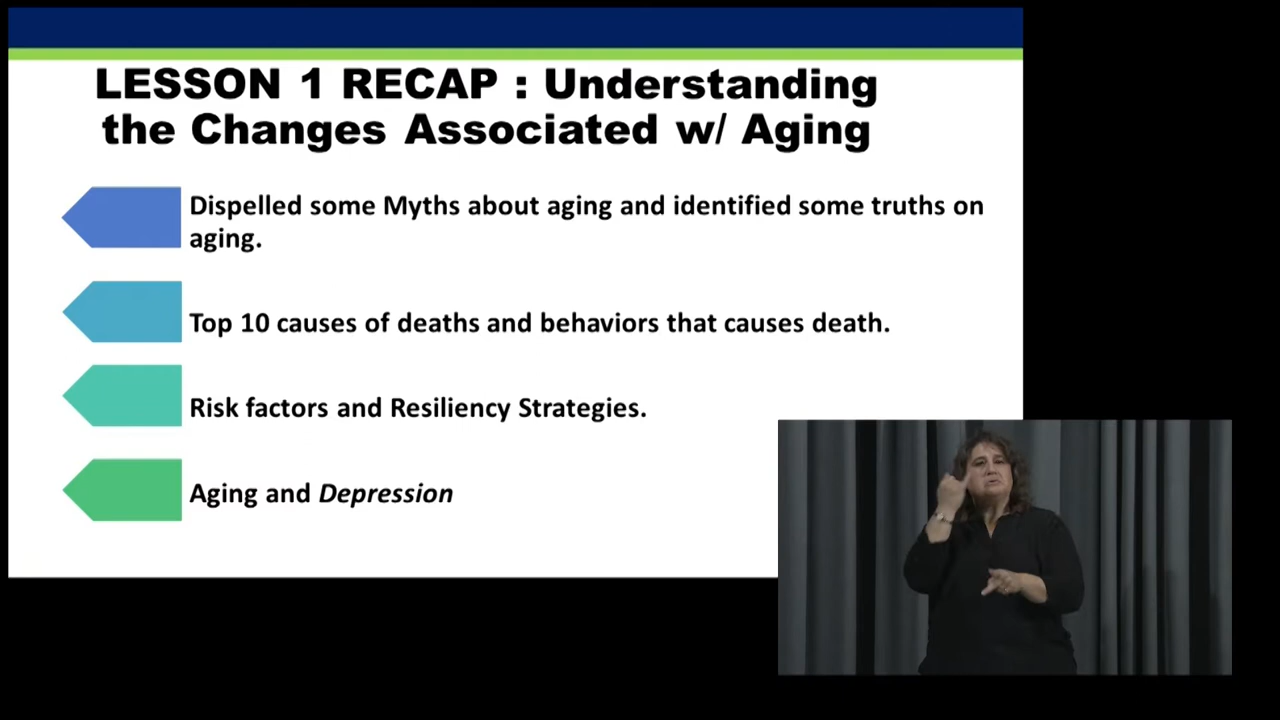 LESSON 1 RECAP : Understanding
the Changes Associated w/ Aging
Dispelled some Myths about aging and identified some truths on
aging.
Top 10 causes of deaths and behaviors that causes death.
Risk factors and Resiliency Strategies.
Aging and Depression